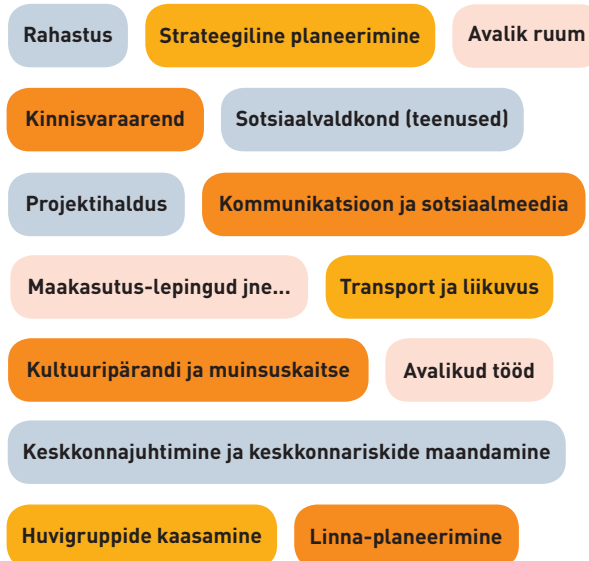 Rahastus Strateegiline planeerimine Avalik ruum
Kinnisvaraarend Sotsiaalvaldkond (teenused)
Projektihaldus Kommunikatsioon ja sotsiaalmeedia
Maakasutus-lepingud jne... Transport ja liikuvus
Kultuuripärandi ja muinsuskaitse Avalikud tööd
Keskkonnajuhtimine ja keskkonnariskide maandamine
Huvigruppide kaasamine Linna-planeerimine